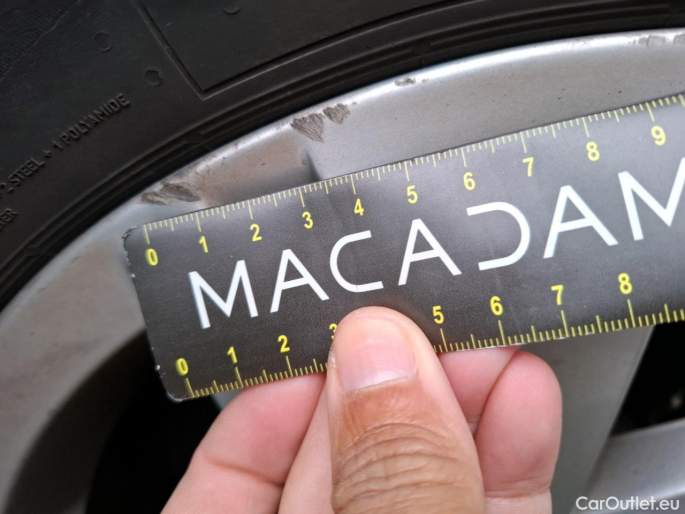 2 STEEL + 1 POLYAMIDE
0 1 2 3 4 5 6 7 8 9
MACADAM
0 1 2 3 5 6 7 8
CarOutlet.eu